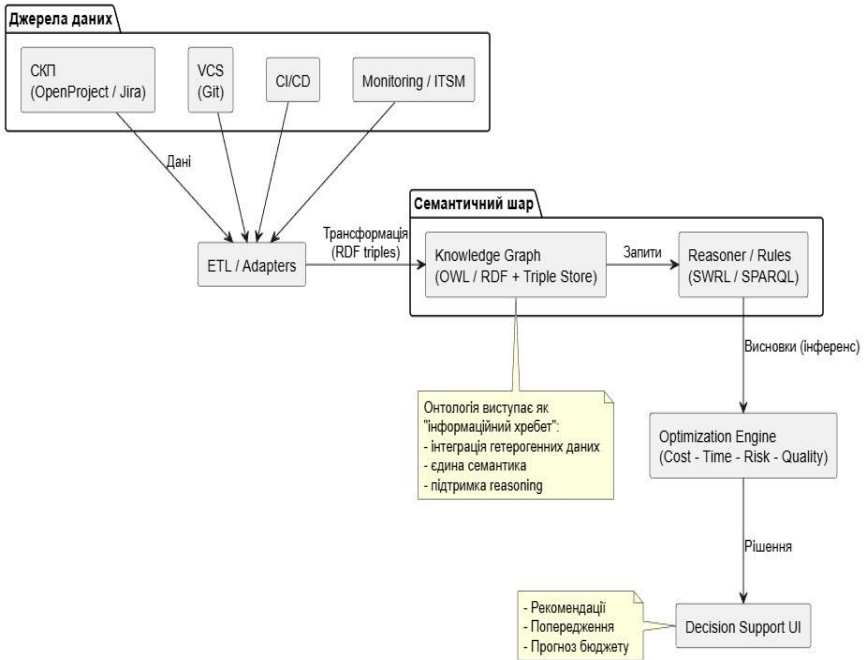 Джерела даних
СКП
(OpenProject / Jira)
VCS
(Git)
CI/CD
Monitoring / ITSM
Дані
ETL / Adapters
Трансформація
(RDF triples)
Семантичний шар
Knowledge Graph
(OWL / RDF + Triple Store)
Запити
Reasoner / Rules
(SWRL / SPARQL)
Висновки (інференс)
Онтологія виступає як
"інформаційний хребет":
- інтеграція гетерогенних даних
- єдина семантика
- підтримка reasoning
Optimization Engine
(Cost - Time - Risk - Quality)
Рішення
- Рекомендації
- Попередження
- Прогноз бюджету
Decision Support UI